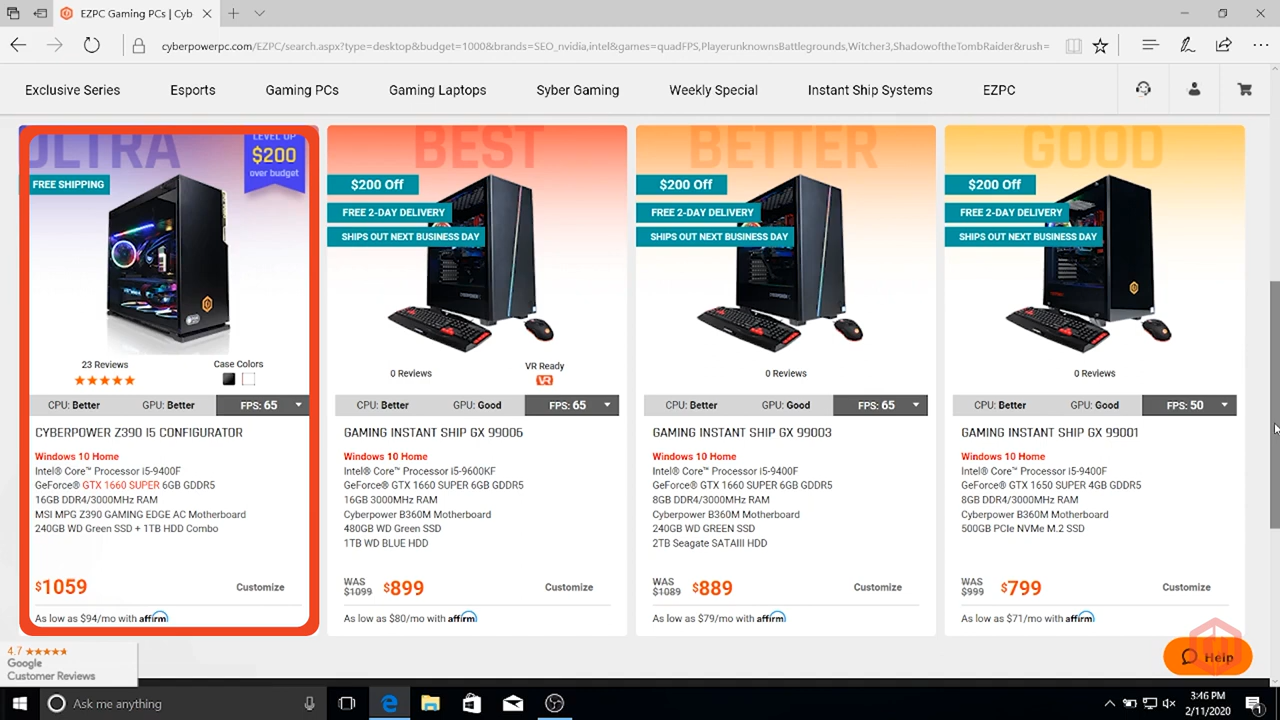 EZPC Gaming PCs | Cyb
cyberpowerpc.com/EZPC/search.aspx?type=desktop&budget=1000&brands=SEO_nvidia,intel&games=quadFPS,PlayerunknownsBattlegrounds,Witcher3,ShadowoftheTombRaider&rush=
Exclusive Series
Esports
Gaming PCs
Gaming Laptops
Syber Gaming
Weekly Special
Instant Ship Systems
EZPC
ULTRA
LEVEL UP
$200
over budget
FREE SHIPPING
23 Reviews
Case Colors
CPU: Better
GPU: Better
FPS: 65
CYBERPOWER Z390 I5 CONFIGURATOR
Windows 10 Home
Intel® Core™ Processor i5-9400F
GeForce® GTX 1660 SUPER 6GB GDDR5
16GB DDR4/3000MHz RAM
MSI MPG Z390 GAMING EDGE AC Motherboard
240GB WD Green SSD + 1TB HDD Combo
$1059
Customize
As low as $94/mo with affirm
BEST
$200 Off
FREE 2-DAY DELIVERY
SHIPS OUT NEXT BUSINESS DAY
0 Reviews
VR Ready
VR
CPU: Better
GPU: Good
FPS: 65
GAMING INSTANT SHIP GX 99006
Windows 10 Home
Intel® Core™ Processor i5-9600KF
GeForce® GTX 1660 SUPER 6GB GDDR5
16GB 3000MHz RAM
Cyberpower B360M Motherboard
480GB WD Green SSD
1TB WD BLUE HDD
WAS
$1099
$899
Customize
As low as $80/mo with affirm
BETTER
$200 Off
FREE 2-DAY DELIVERY
SHIPS OUT NEXT BUSINESS DAY
0 Reviews
CPU: Better
GPU: Good
FPS: 65
GAMING INSTANT SHIP GX 99003
Windows 10 Home
Intel® Core™ Processor i5-9400F
GeForce® GTX 1660 SUPER 6GB GDDR5
8GB DDR4/3000MHz RAM
Cyberpower B360M Motherboard
240GB WD GREEN SSD
2TB Seagate SATAIII HDD
WAS
$1089
$889
Customize
As low as $79/mo with affirm
GOOD
$200 Off
FREE 2-DAY DELIVERY
SHIPS OUT NEXT BUSINESS DAY
0 Reviews
CPU: Better
GPU: Good
FPS: 50
GAMING INSTANT SHIP GX 99001
Windows 10 Home
Intel® Core™ Processor i5-9400F
GeForce® GTX 1650 SUPER 4GB GDDR5
8GB DDR4/3000MHz RAM
Cyberpower B360M Motherboard
500GB PCIe NVMe M.2 SSD
WAS
$999
$799
Customize
As low as $71/mo with affirm
4.7
Google
Customer Reviews
Help
Ask me anything
3:46 PM
2/11/2020
1